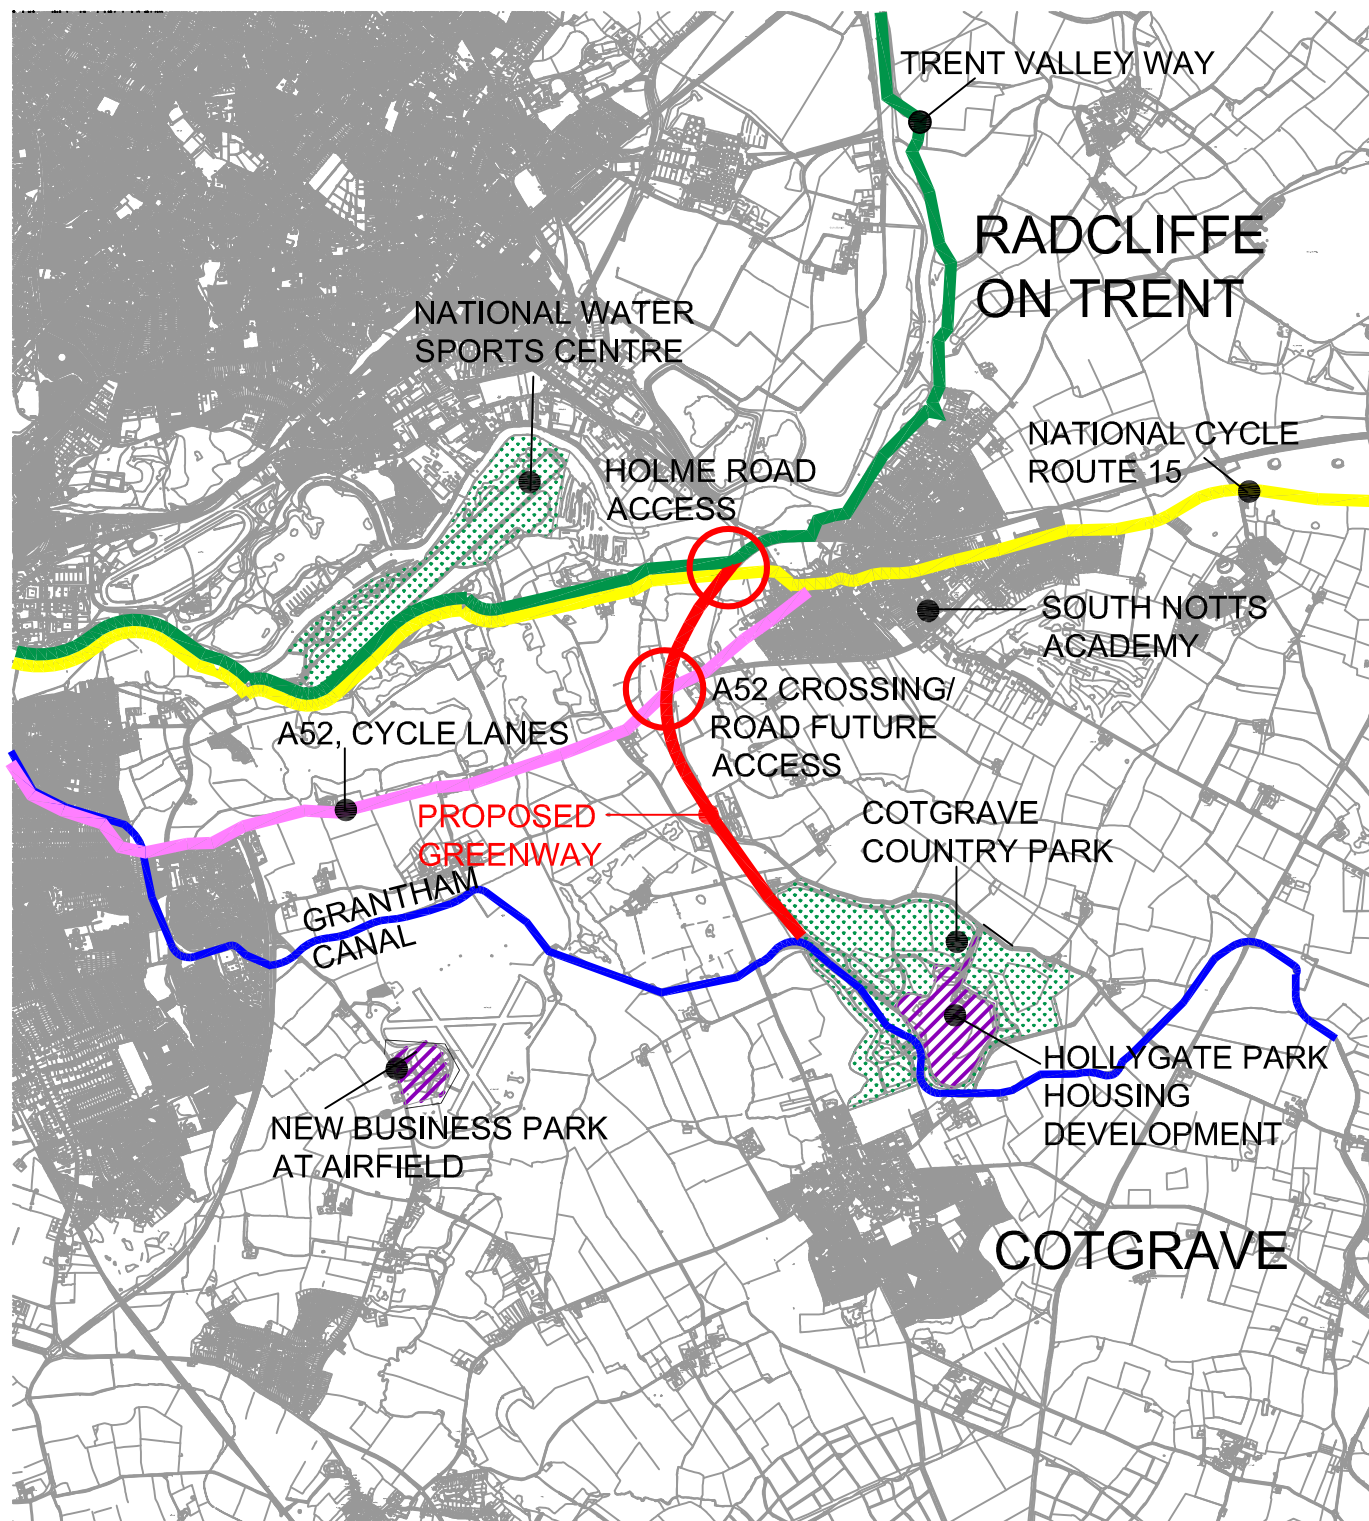 TRENT VALLEY WAY
RADCLIFFE
ON TRENT
NATIONAL WATER
SPORTS CENTRE
NATIONAL CYCLE
ROUTE 15
HOLME ROAD
ACCESS
SOUTH NOTTS
ACADEMY
A52 CROSSING/
ROAD FUTURE
ACCESS
A52, CYCLE LANES
PROPOSED
GREENWAY
COTGRAVE
COUNTRY PARK
GRANTHAM
CANAL
HOLLYGATE PARK
HOUSING
DEVELOPMENT
NEW BUSINESS PARK
AT AIRFIELD
COTGRAVE